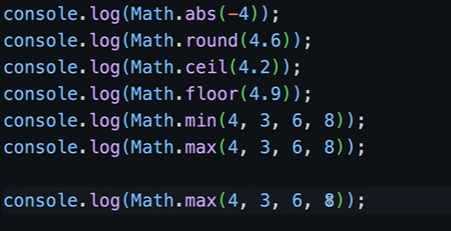 console.log(Math.abs(-4));
console.log(Math.round(4.6));
console.log(Math.ceil(4.2));
console.log(Math.floor(4.9));
console.log(Math.min(4, 3, 6, 8));
console.log(Math.max(4, 3, 6, 8));
console.log(Math.max(4, 3, 6, 8));